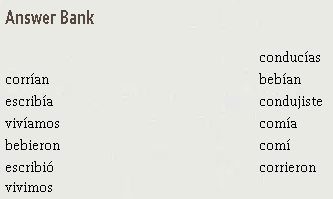 Answer Bank
conducías
corrían
bebían
escribía
condujiste
vivíamos
comía
bebieron
comí
escribió
corrieron
vivimos